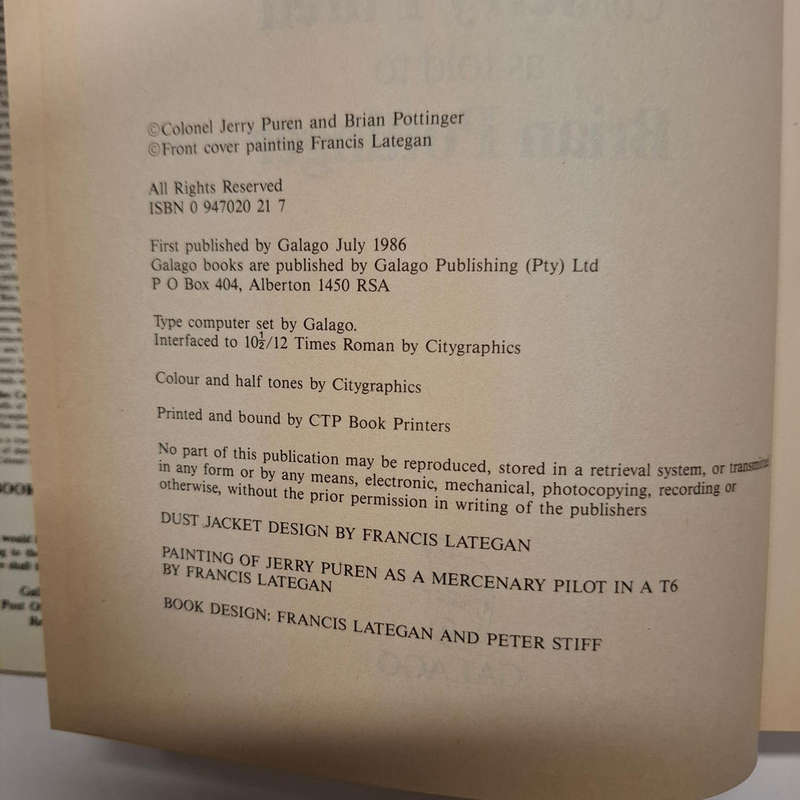 ©Colonel Jerry Puren and Brian Pottinger
©Front cover painting Francis Lategan
All Rights Reserved
ISBN 0 947020 21 7
First published by Galago July 1986
Galago books are published by Galago Publishing (Pty) Ltd
P O Box 404, Alberton 1450 RSA
Type computer set by Galago.
Interfaced to 10½/12 Times Roman by Citygraphics
Colour and half tones by Citygraphics
Printed and bound by CTP Book Printers
No part of this publication may be reproduced, stored in a retrieval system, or transmitted
in any form or by any means, electronic, mechanical, photocopying, recording or
otherwise, without the prior permission in writing of the publishers
DUST JACKET DESIGN BY FRANCIS LATEGAN
PAINTING OF JERRY PUREN AS A MERCENARY PILOT IN A T6
BY FRANCIS LATEGAN
BOOK DESIGN: FRANCIS LATEGAN AND PETER STIFF